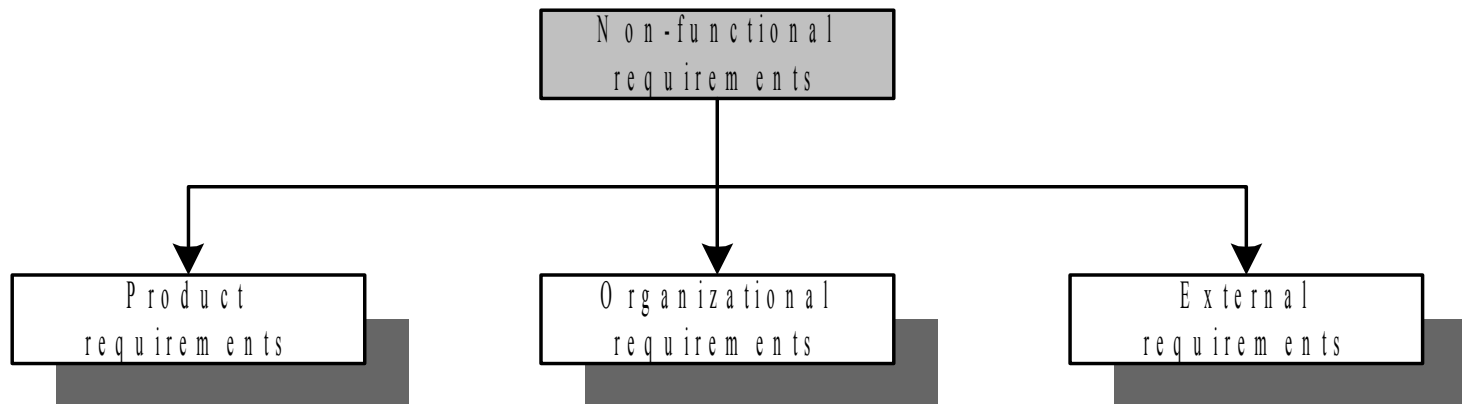 Non-functional
requirements
Product
requirements
Organizational
requirements
External
requirements